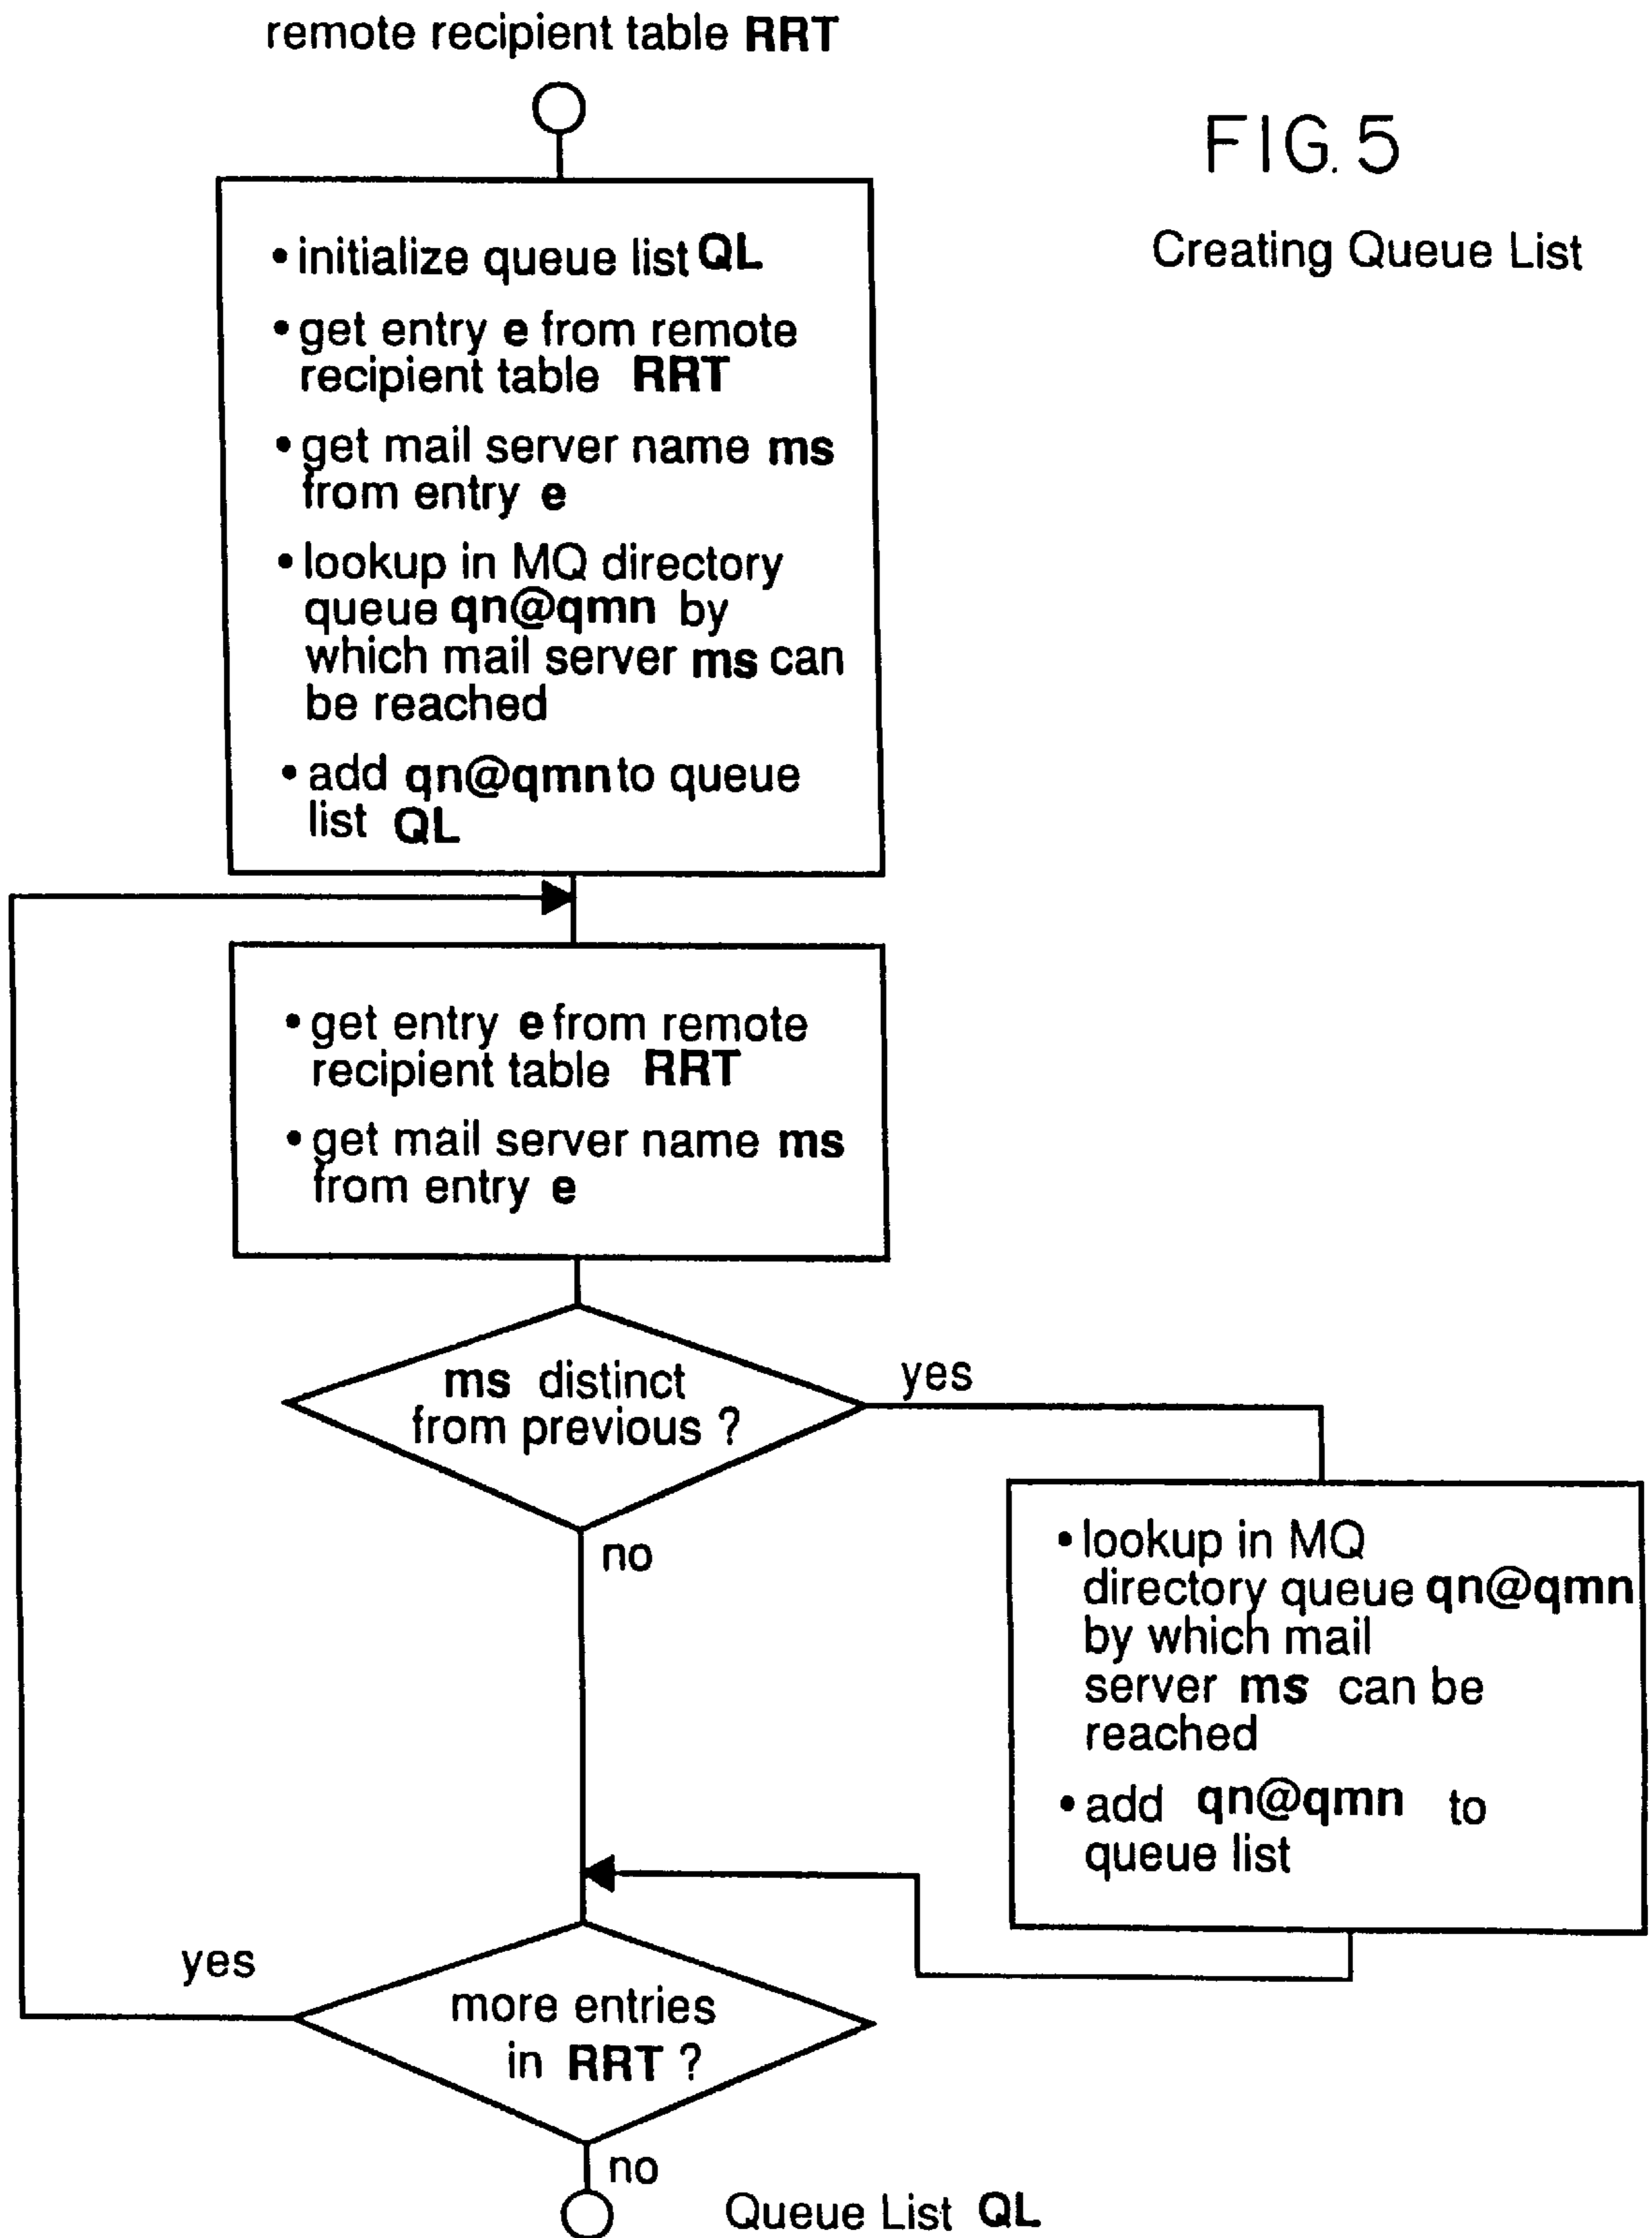 remote recipient table RRT
FIG. 5
Creating Queue List
• initialize queue list QL
• get entry e from remote
recipient table RRT
• get mail server name ms
from entry e
• lookup in MQ directory
queue qn@qmn by
which mail server ms can
be reached
• add qn@qmn to queue
list QL
• get entry e from remote
recipient table RRT
• get mail server name ms
from entry e
ms distinct
from previous ?
yes
no
• lookup in MQ
directory queue qn@qmn
by which mail
server ms can be
reached
• add qn@qmn to
queue list
yes
more entries
in RRT ?
no
Queue List QL